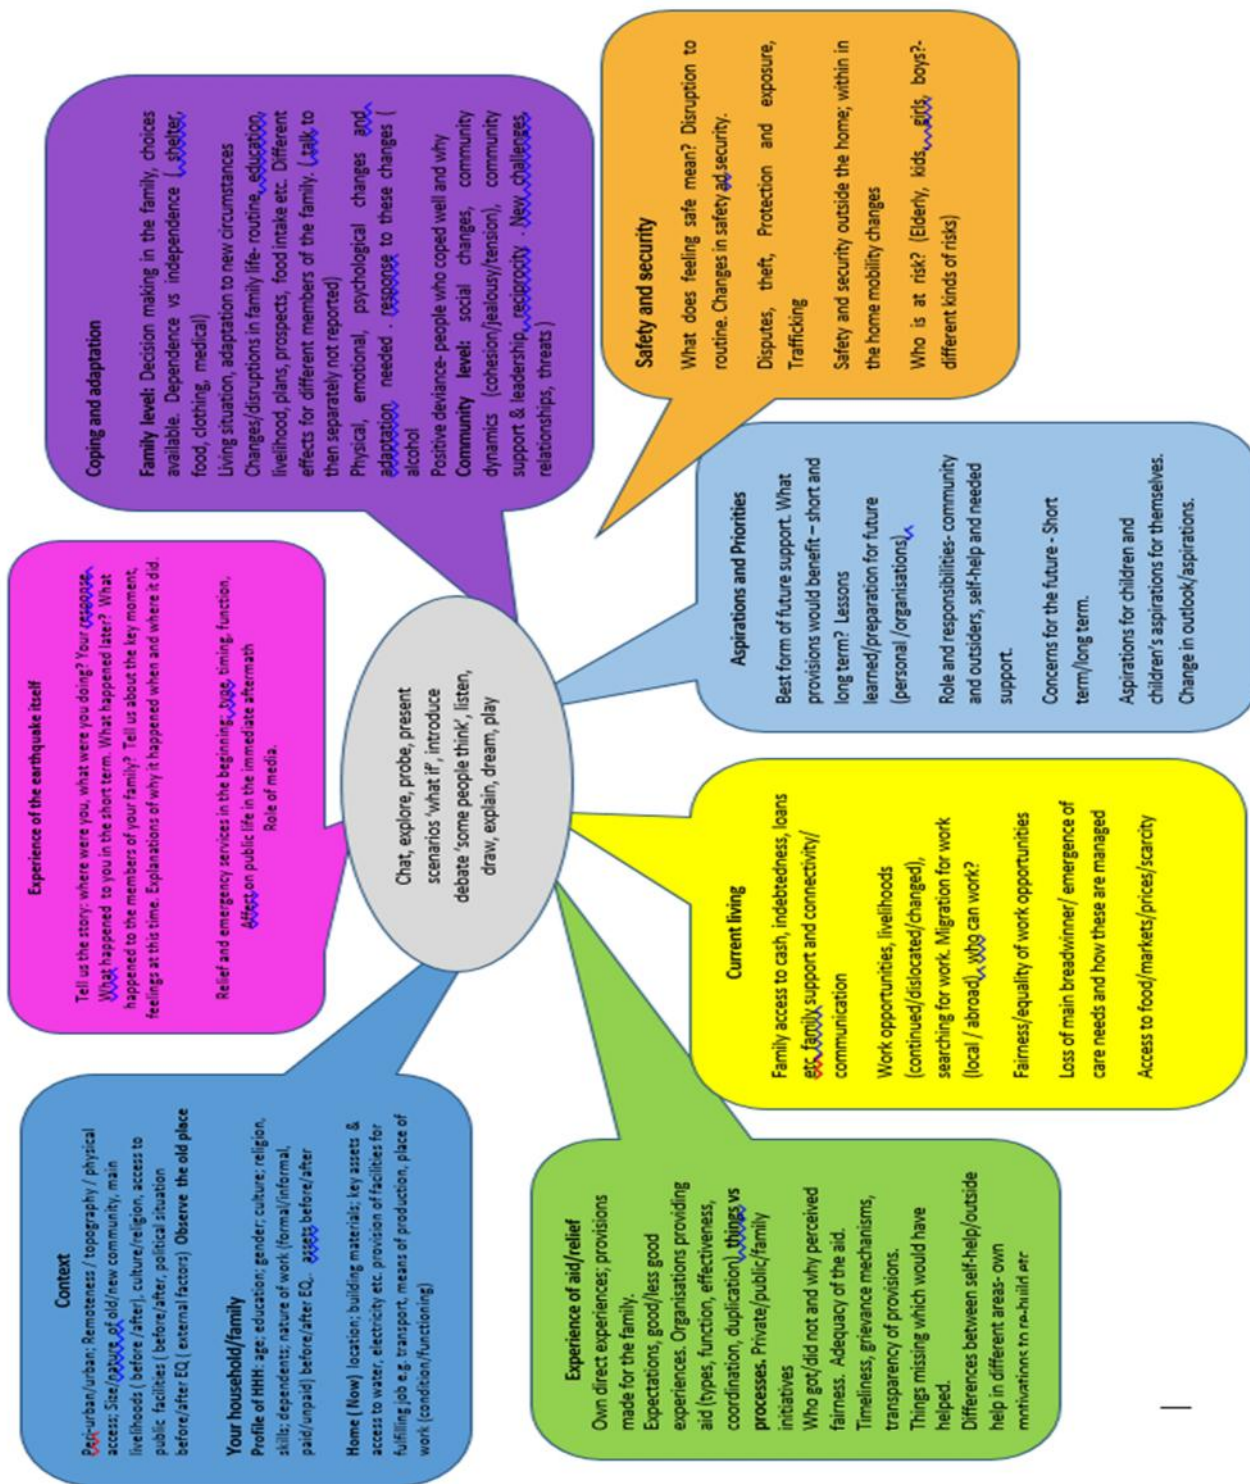 Context
Peri-urban/urban; Remoteness / topography / physical
access; Size/nature of old/new community, main
livelihoods ( before /after), culture/religion, access to
public facilities ( before/after, political situation
before/after EQ ( external factors) Observe the old place
Your household/family
Profile of HHH: age; education; gender; culture; religion,
skills; dependents; nature of work (formal/informal,
paid/unpaid) before/after EQ, assets before/after
Home ( Now) location; building materials; key assets &
access to water, electricity etc. provision of facilities for
fulfilling job e.g. transport, means of production, place of
work (condition/functioning)
Experience of the earthquake itself
Tell us the story: where were you, what were you doing? Your response.
What happened to you in the short term. What happened later? What
happened to the members of your family? Tell us about the key moment,
feelings at this time. Explanations of why it happened when and where it did.
Relief and emergency services in the beginning; type, timing, function,
Affect on public life in the immediate aftermath
Role of media.
Coping and adaptation
Family level: Decision making in the family, choices
available. Dependence vs independence ( shelter,
food, clothing, medical)
Living situation, adaptation to new circumstances
Changes/disruptions in family life- routine, education,
livelihood, plans, prospects, food intake etc. Different
effects for different members of the family. ( talk to
then separately not reported)
Physical, emotional, psychological changes and
adaptation needed . response to these changes (
alcohol
Positive deviance- people who coped well and why
Community level: social changes, community
dynamics (cohesion/jealousy/tension), community
support & leadership, reciprocity . New challenges,
relationships, threats )
Chat, explore, probe, present
scenarios 'what if', introduce
debate 'some people think', listen,
draw, explain, dream, play
Experience of aid/relief
Own direct experiences; provisions
made for the family.
Expectations, good/less good
experiences. Organisations providing
aid (types, function, effectiveness,
coordination, duplication) things vs
processes. Private/public/family
initiatives
Who got/did not and why perceived
fairness. Adequacy of the aid.
Timeliness, grievance mechanisms,
transparency of provisions.
Things missing which would have
helped.
Differences between self-help/outside
help in different areas- own
motivations to re-build etc
Current living
Family access to cash, indebtedness, loans
etc family support and connectivity/
communication
Work opportunities, livelihoods
(continued/dislocated/changed),
searching for work. Migration for work
(local / abroad), who can work?
Fairness/equality of work opportunities
Loss of main breadwinner/ emergence of
care needs and how these are managed
Access to food/markets/prices/scarcity
Aspirations and Priorities
Best form of future support. What
provisions would benefit – short and
long term? Lessons
learned/preparation for future
(personal /organisations).
Role and responsibilities- community
and outsiders, self-help and needed
support.
Concerns for the future - Short
term/long term.
Aspirations for children and
children's aspirations for themselves.
Change in outlook/aspirations.
Safety and security
What does feeling safe mean? Disruption to
routine. Changes in safety ad security.
Disputes, theft, Protection and exposure,
Trafficking
Safety and security outside the home; within in
the home mobility changes
Who is at risk? (Elderly, kids, girls, boys?-
different kinds of risks)